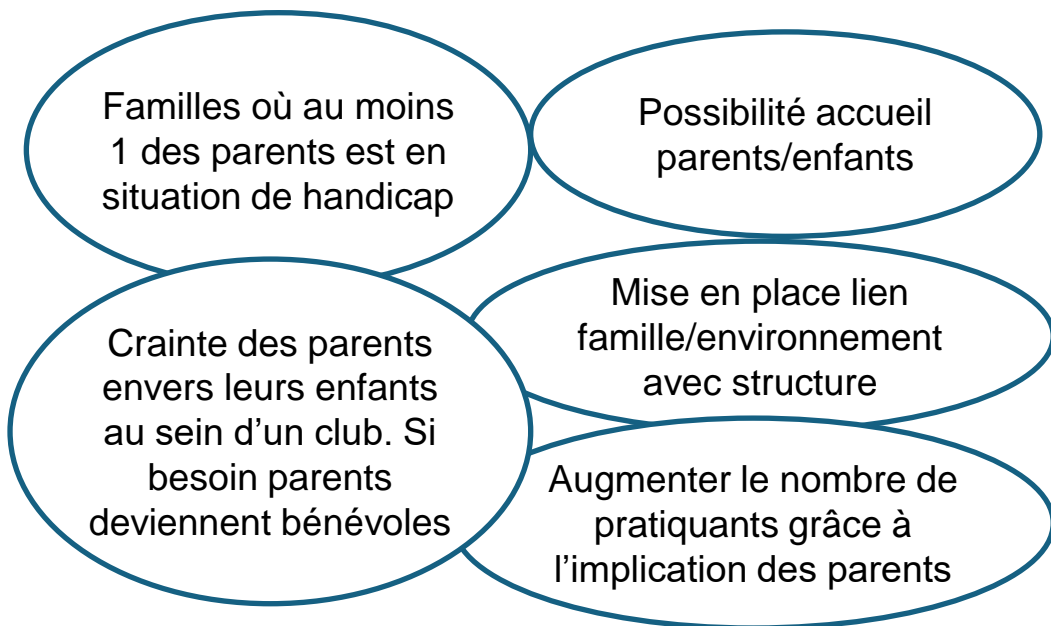 Familles où au moins
1 des parents est en
situation de handicap
Possibilité accueil
parents/enfants
Crainte des parents
envers leurs enfants
au sein d’un club. Si
besoin parents
deviennent bénévoles
Mise en place lien
famille/environnement
avec structure
Augmenter le nombre de
pratiquants grâce à
l’implication des parents